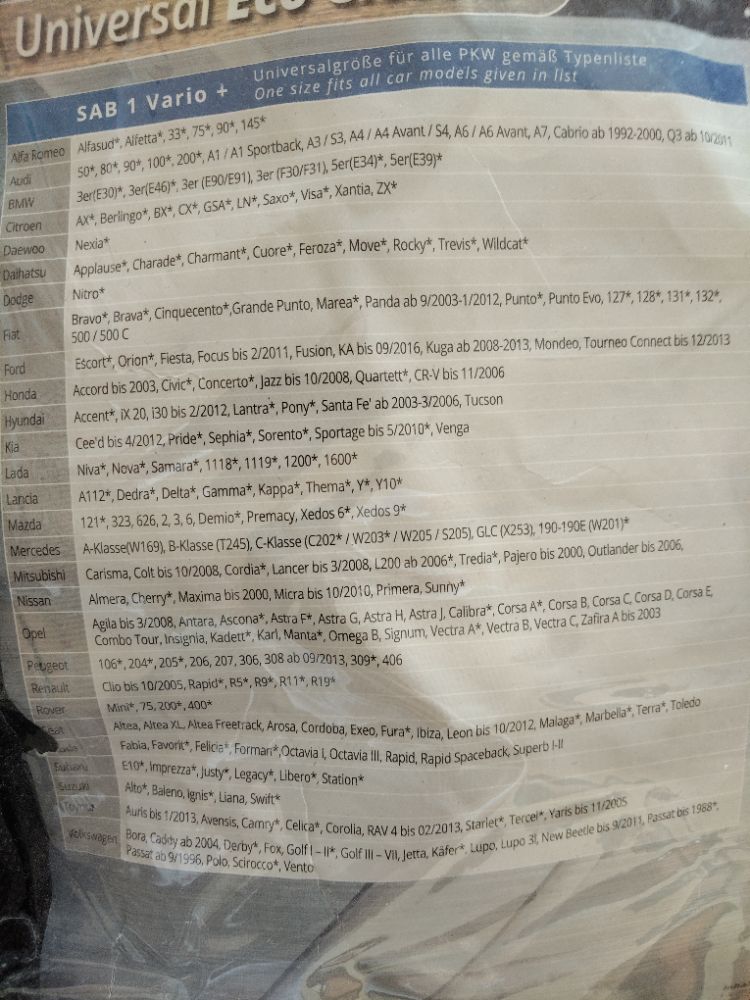 Universal Eco
SAB 1 Vario + Universalgröße für alle PKW gemäß Typenliste
One size fits all car models given in list
Alfa Romeo Alfasud*, Alfetta*, 33*, 75*, 90*, 145*
Audi 50*, 80*, 90*, 100*, 200*, A1 / A1 Sportback, A3 / S3, A4 / A4 Avant / S4, A6 / A6 Avant, A7, Cabrio ab 1992-2000, Q3 ab 10/2011
BMW 3er(E30)*, 3er(E46)*, 3er (E90/E91), 3er (F30/F31), 5er(E34)*, 5er(E39)*
Citroen AX*, Berlingo*, BX*, CX*, GSA*, LN*, Saxo*, Visa*, Xantia, ZX*
Daewoo Nexia*
Daihatsu Applause*, Charade*, Charmant*, Cuore*, Feroza*, Move*, Rocky*, Trevis*, Wildcat*
Dodge Nitro*
Fiat Bravo*, Brava*, Cinquecento*,Grande Punto, Marea*, Panda ab 9/2003-1/2012, Punto*, Punto Evo, 127*, 128*, 131*, 132*,
500 / 500 C
Ford Escort*, Orion*, Fiesta, Focus bis 2/2011, Fusion, KA bis 09/2016, Kuga ab 2008-2013, Mondeo, Tourneo Connect bis 12/2013
Honda Accord bis 2003, Civic*, Concerto*, Jazz bis 10/2008, Quartett*, CR-V bis 11/2006
Hyundai Accent*, iX 20, i30 bis 2/2012, Lantra*, Pony*, Santa Fe' ab 2003-3/2006, Tucson
Kia Cee'd bis 4/2012, Pride*, Sephia*, Sorento*, Sportage bis 5/2010*, Venga
Lada Niva*, Nova*, Samara*, 1118*, 1119*, 1200*, 1600*
Lancia A112*, Dedra*, Delta*, Gamma*, Kappa*, Thema*, Y*, Y10*
Mazda 121*, 323, 626, 2, 3, 6, Demio*, Premacy, Xedos 6*, Xedos 9*
Mercedes A-Klasse(W169), B-Klasse (T245), C-Klasse (C202* / W203* / W205 / S205), GLC (X253), 190-190E (W201)*
Mitsubishi Carisma, Colt bis 10/2008, Cordia*, Lancer bis 3/2008, L200 ab 2006*, Tredia*, Pajero bis 2000, Outlander bis 2006,
Nissan Almera, Cherry*, Maxima bis 2000, Micra bis 10/2010, Primera, Sunny*
Opel Agila bis 3/2008, Antara, Ascona*, Astra F*, Astra G, Astra H, Astra J, Calibra*, Corsa A*, Corsa B, Corsa C, Corsa D, Corsa E,
Combo Tour, Insignia, Kadett*, Karl, Manta*, Omega B, Signum, Vectra A*, Vectra B, Vectra C, Zafira A bis 2003
Peugeot 106*, 204*, 205*, 206, 207, 306, 308 ab 09/2013, 309*, 406
Renault Clio bis 10/2005, Rapid*, R5*, R9*, R11*, R19*
Rover Mini*, 75, 200*, 400*
Altea, Altea XL, Altea Freetrack, Arosa, Cordoba, Exeo, Fura*, Ibiza, Leon bis 10/2012, Malaga*, Marbella*, Terra*, Toledo
Fabia, Favorit*, Felicia*, Forman*,Octavia I, Octavia III, Rapid, Rapid Spaceback, Superb I-II
Subaru E10*, Imprezza*, Justy*, Legacy*, Libero*, Station*
Suzuki Alto*, Baleno, Ignis*, Liana, Swift*
Toyota Auris bis 1/2013, Avensis, Camry*, Celica*, Corolla, RAV 4 bis 02/2013, Starlet*, Tercel*, Yaris bis 11/2005
Volkswagen Bora, Caddy ab 2004, Derby*, Fox, Golf I – II*, Golf III – VII, Jetta, Käfer*, Lupo, Lupo 3l, New Beetle bis 9/2011, Passat bis 1988*,
Passat ab 9/1996, Polo, Scirocco*, Vento